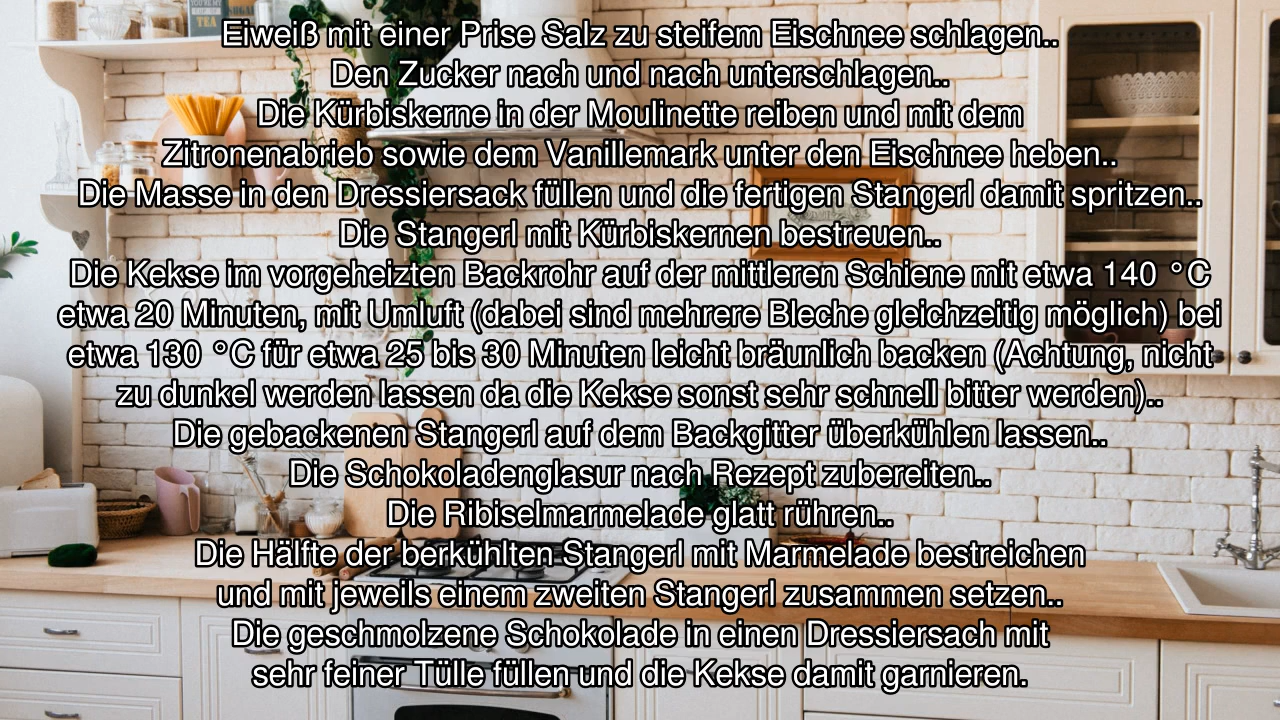 Eiweiß mit einer Prise Salz zu steifem Eischnee schlagen..
Den Zucker nach und nach unterschlagen..
Die Kürbiskerne in der Moulinette reiben und mit dem
Zitronenabrieb sowie dem Vanillemark unter den Eischnee heben..
Die Masse in den Dressiersack füllen und die fertigen Stangerl damit spritzen..
Die Stangerl mit Kürbiskernen bestreuen..
Die Kekse im vorgeheizten Backrohr auf der mittleren Schiene mit etwa 140 °C
etwa 20 Minuten, mit Umluft (dabei sind mehrere Bleche gleichzeitig möglich) bei
etwa 130 °C für etwa 25 bis 30 Minuten leicht bräunlich backen (Achtung, nicht
zu dunkel werden lassen da die Kekse sonst sehr schnell bitter werden)..
Die gebackenen Stangerl auf dem Backgitter überkühlen lassen..
Die Schokoladenglasur nach Rezept zubereiten..
Die Ribiselmarmelade glatt rühren..
Die Hälfte der berkühlten Stangerl mit Marmelade bestreichen
und mit jeweils einem zweiten Stangerl zusammen setzen..
Die geschmolzene Schokolade in einen Dressiersach mit
sehr feiner Tülle füllen und die Kekse damit garnieren.